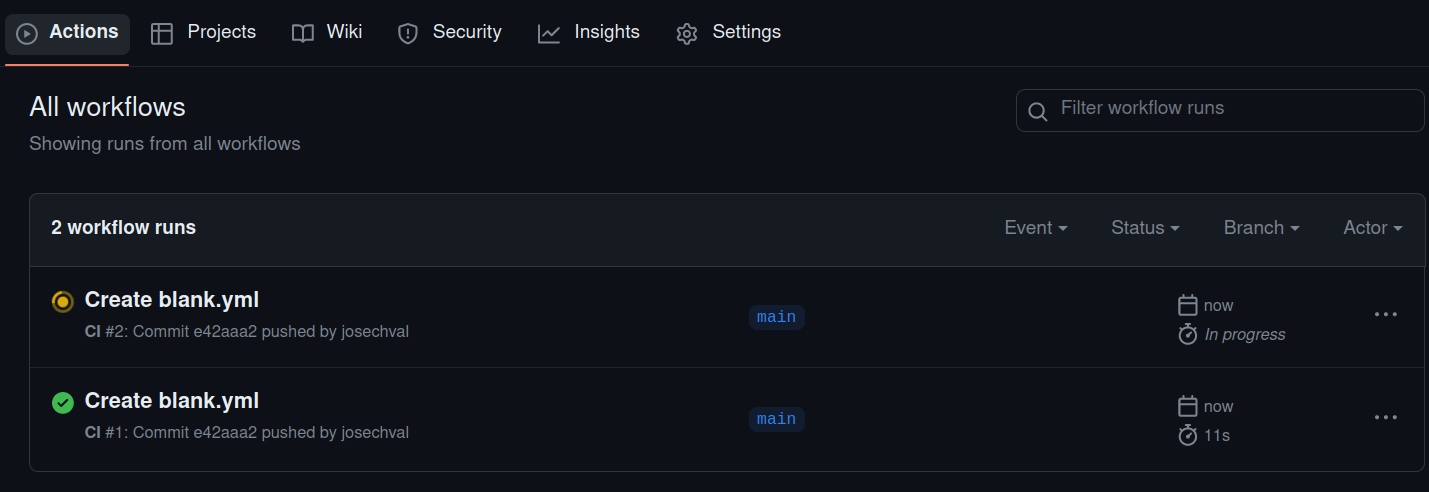 Actions Projects Wiki Security Insights Settings
All workflows
Filter workflow runs
Showing runs from all workflows
2 workflow runs Event Status Branch Actor
Create blank.yml
CI #2: Commit e42aaa2 pushed by josechval
main
now
In progress
Create blank.yml
CI #1: Commit e42aaa2 pushed by josechval
main
now
11s